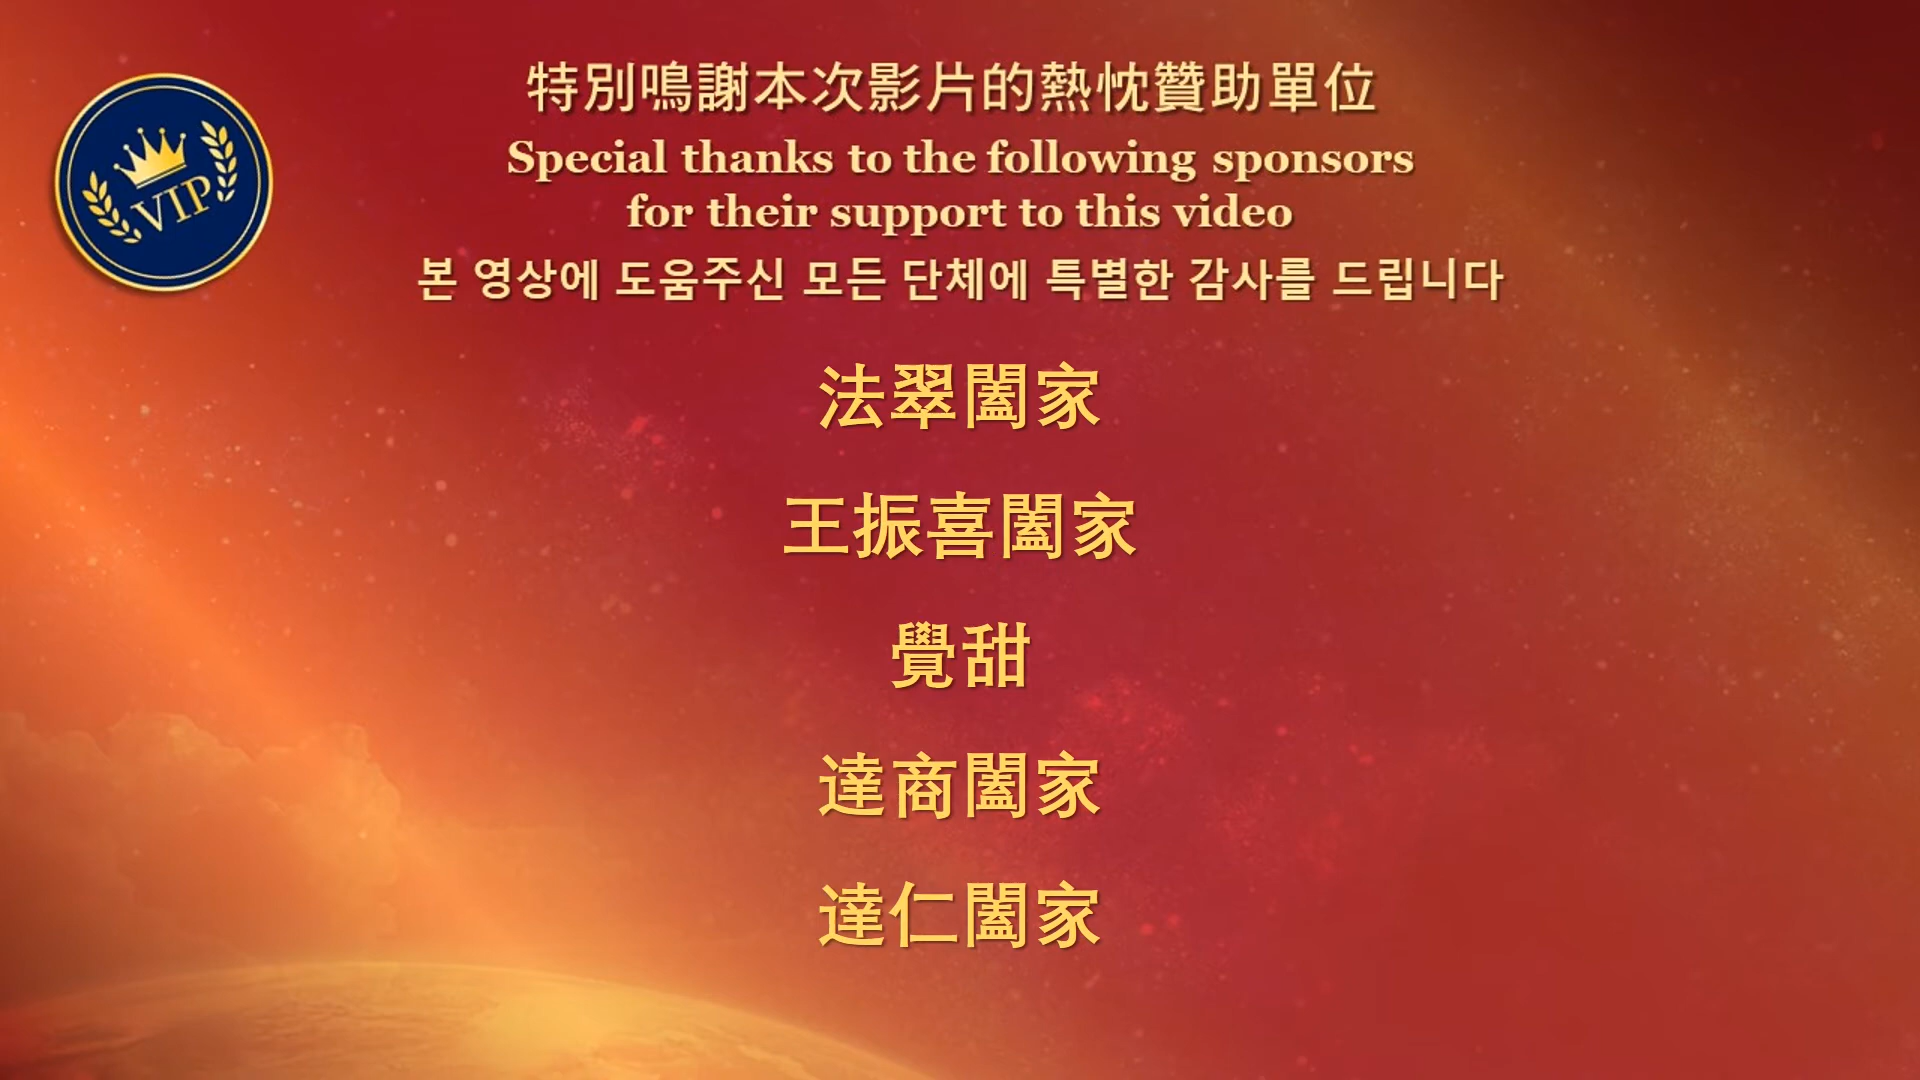 VIP
特別鳴謝本次影片的熱忱贊助單位
Special thanks to the following sponsors
for their support to this video
본 영상에 도움주신 모든 단체에 특별한 감사를 드립니다
法翠闔家
王振喜闔家
覺甜
達商闔家
達仁闔家